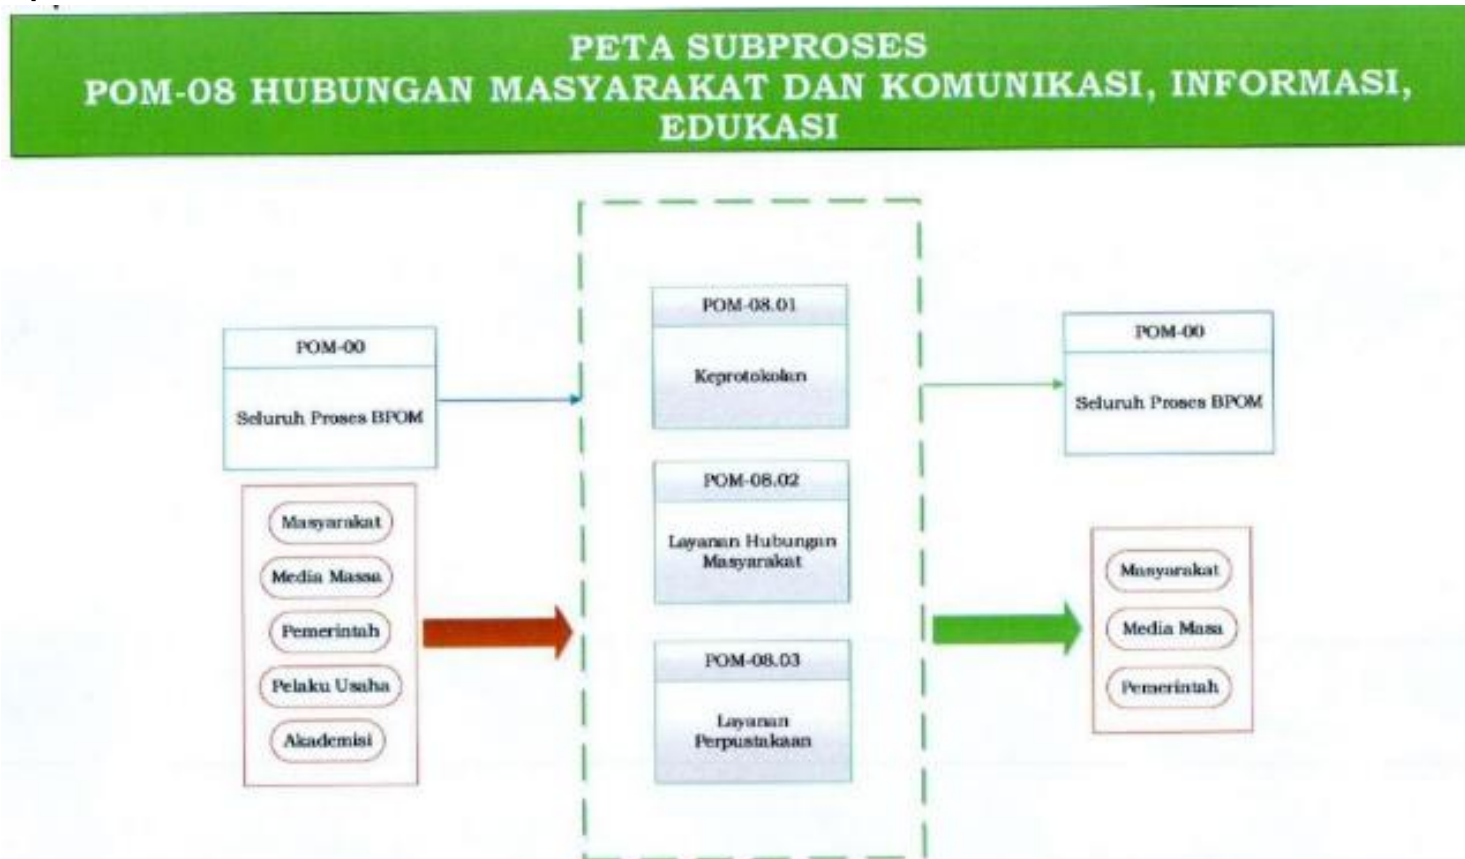 PETA SUBPROSES
POM-08 HUBUNGAN MASYARAKAT DAN KOMUNIKASI, INFORMASI,
EDUKASI
POM-00
Seluruh Proses BPOM
Masyarakat
Media Massa
Pemerintah
Pelaku Usaha
Akademisi
POM-08.01
Keprotokolan
POM-08.02
Layanan Hubungan
Masyarakat
POM-08.03
Layanan
Perpustakaan
POM-00
Seluruh Proses BPOM
Masyarakat
Media Masa
Pemerintah